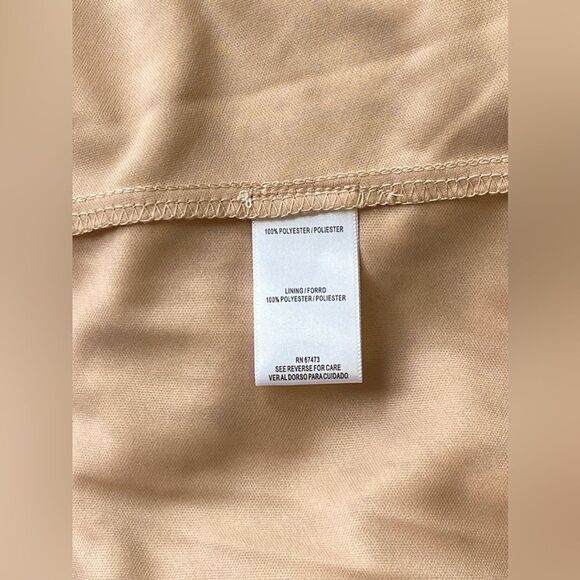 100% POLYESTER / POLIESTER
LINING / FORRO
100% POLYESTER / POLIESTER
RN 67473
SEE REVERSE FOR CARE
VER AL DORSO PARA CUIDADO